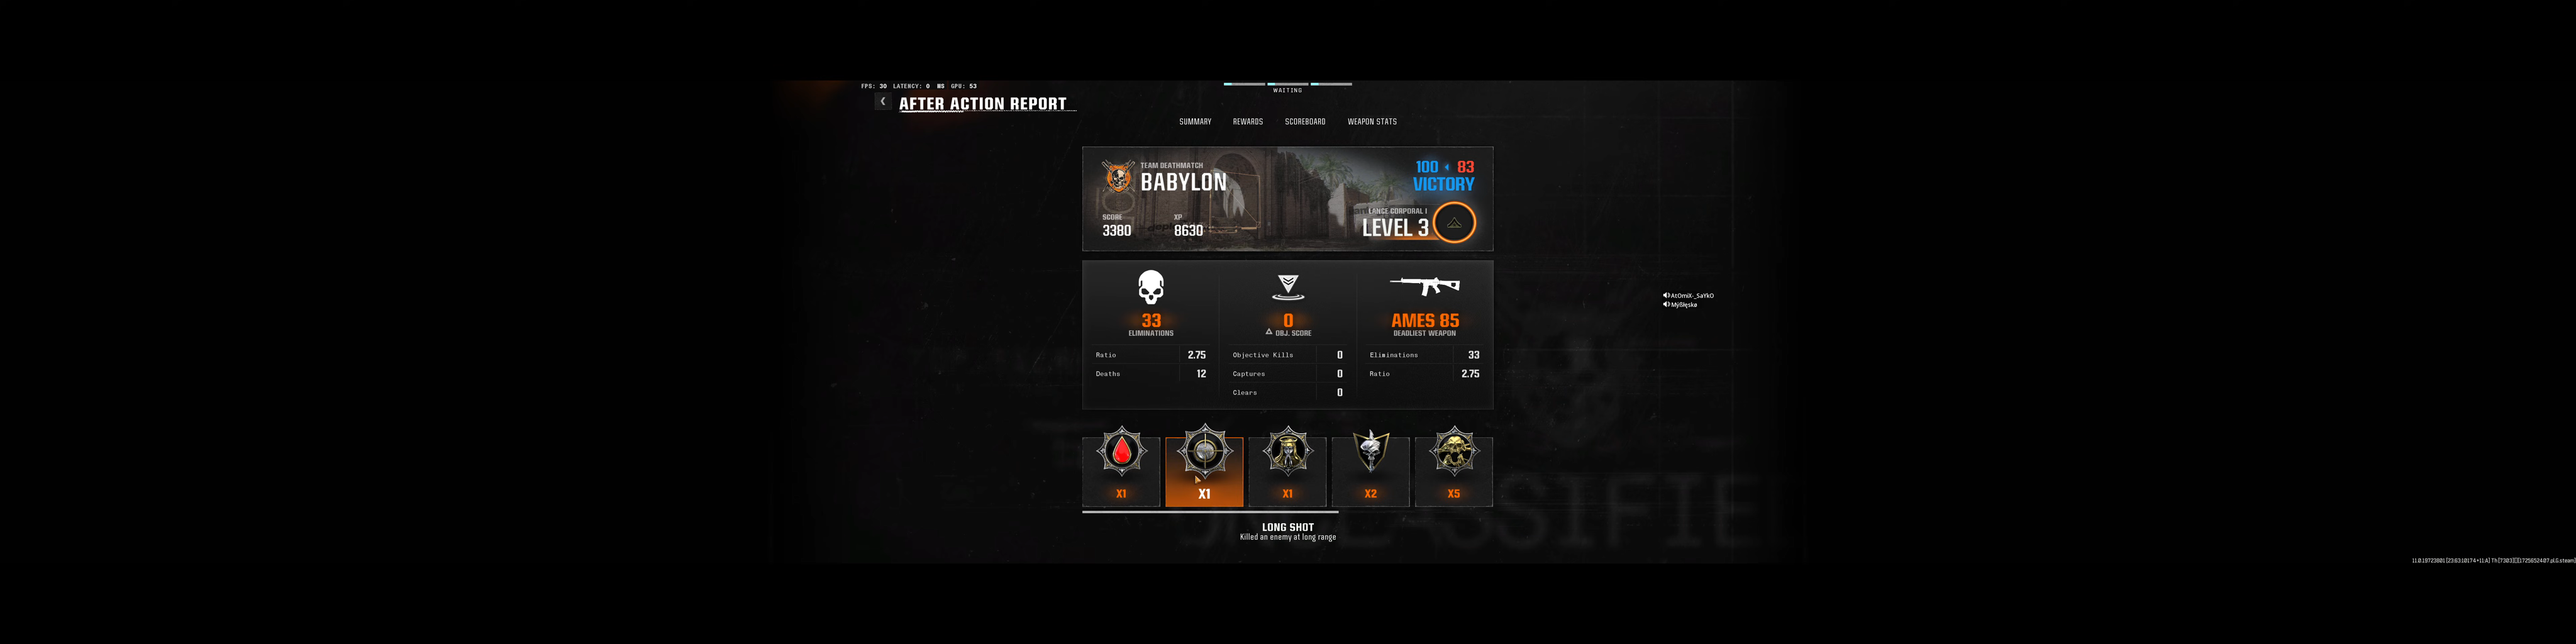 FPS: 30 LATENCY: 0 MS GPU: 53
WAITING
AFTER ACTION REPORT
SUMMARY REWARDS SCOREBOARD WEAPON STATS
TEAM DEATHMATCH
BABYLON
100 83
VICTORY
SCORE XP
3380 8630
LANCE CORPORAL I
LEVEL 3
33
ELIMINATIONS
Ratio 2.75
Deaths 12
0
OBJ. SCORE
Objective Kills 0
Captures 0
Clears 0
AMES 85
DEADLIEST WEAPON
Eliminations 33
Ratio 2.75
AtOmiX-_SaYkO
X1 X1 X1 X2 X5
LONG SHOT
Killed an enemy at long range